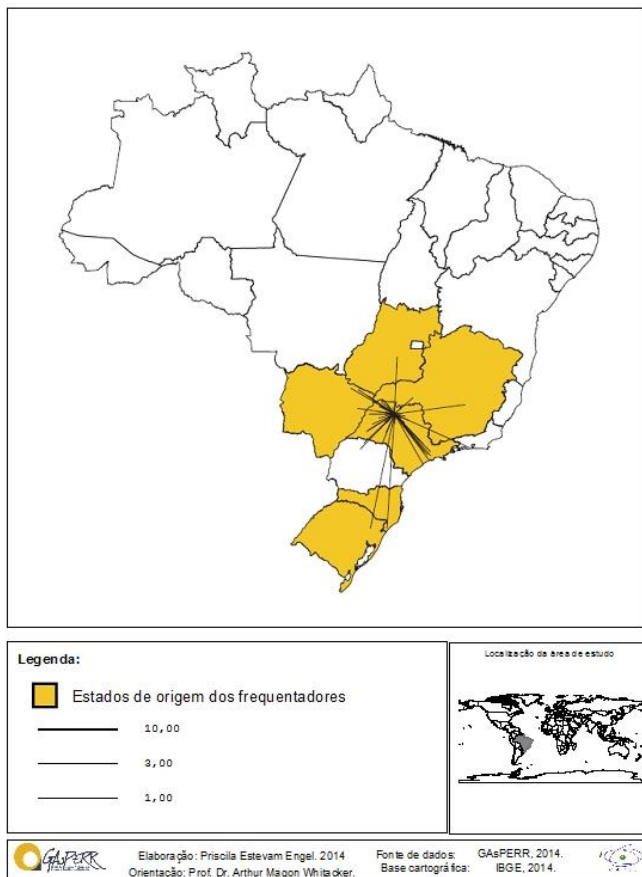 Legenda:
Estados de origem dos frequentadores
10,00
3,00
1,00
Localização da área de estudo
GAsPERR
Elaboração: Priscila Estevam Engel. 2014
Orientação: Prof. Dr. Arthur Magon Whitacker.
Fonte de dados: GAsPERR, 2014.
Base cartográfica: IBGE, 2014.